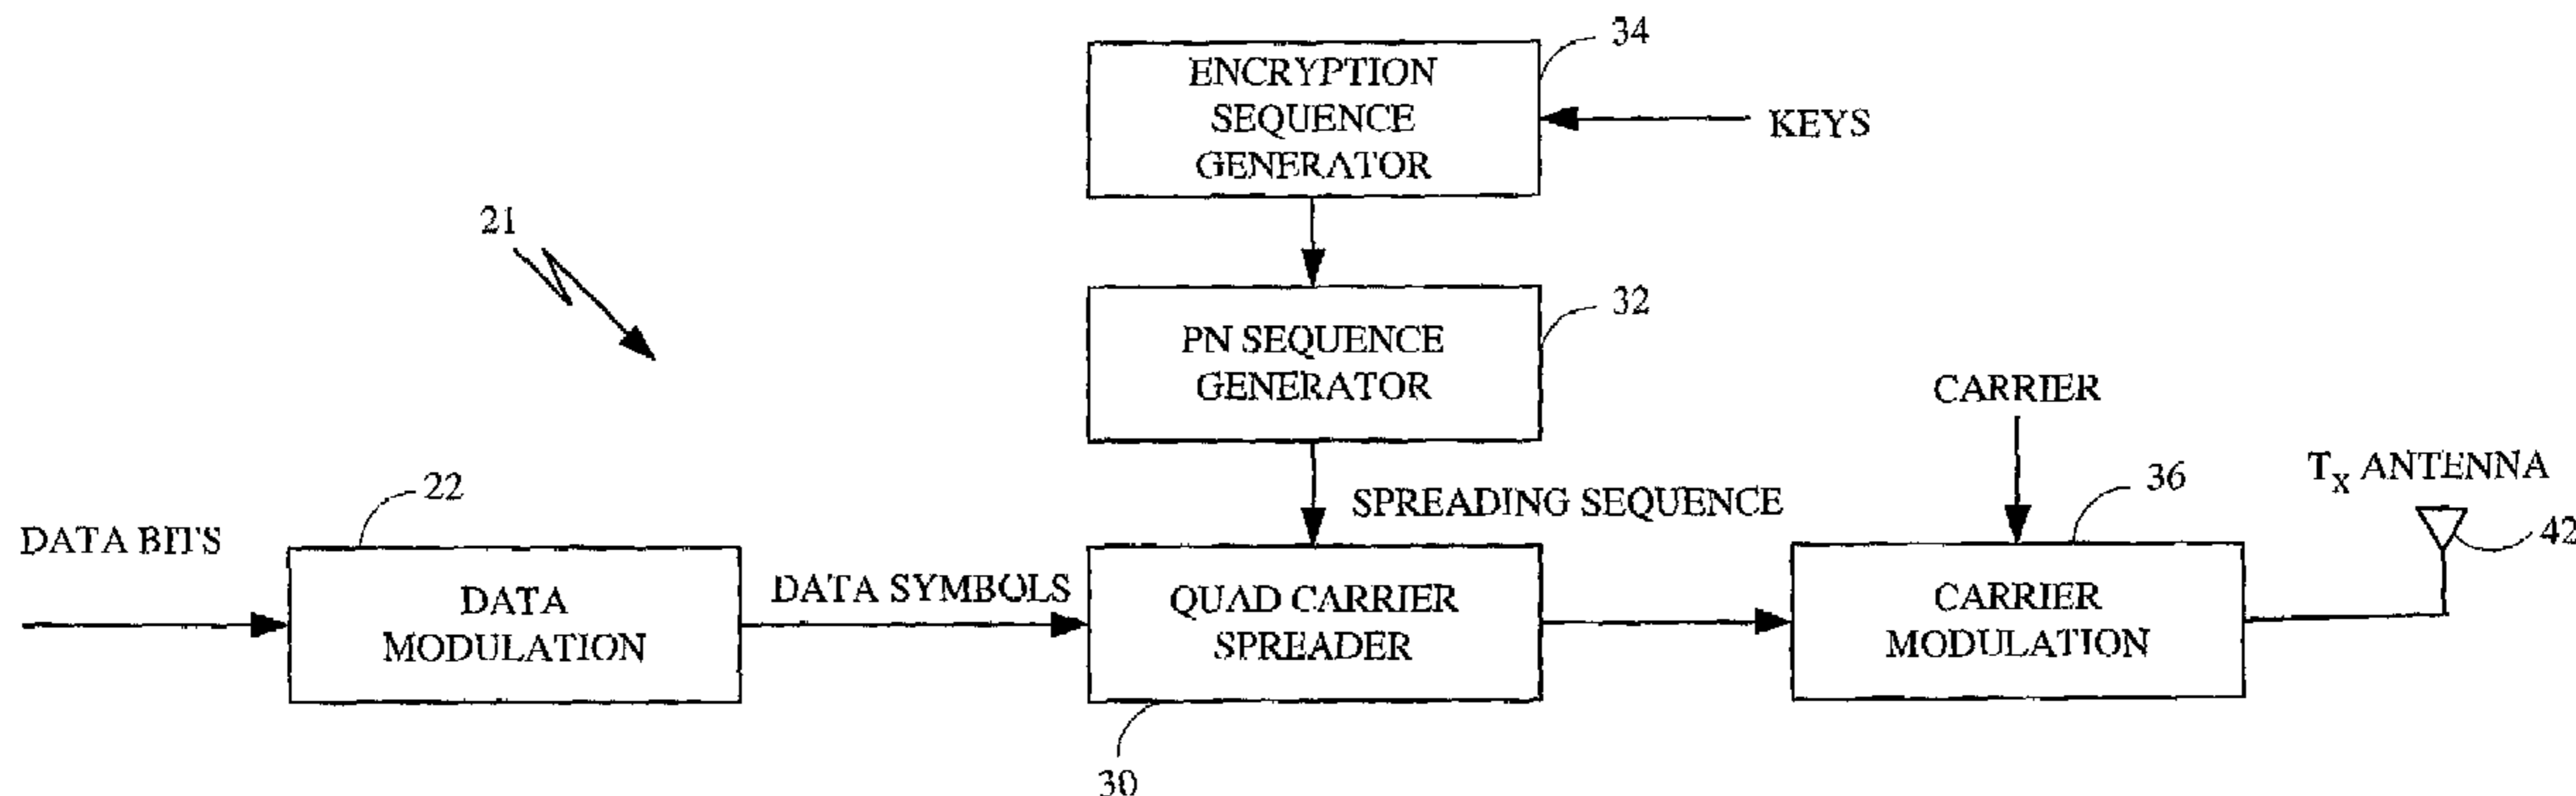 34
ENCRYPTION
SEQUENCE
GENERATOR
KEYS
21
32
PN SEQUENCE
GENERATOR
CARRIER
TX ANTENNA
22
SPREADING SEQUENCE
36
42
DATA BITS
DATA
MODULATION
DATA SYMBOLS
QUAD CARRIER
SPREADER
CARRIER
MODULATION
30